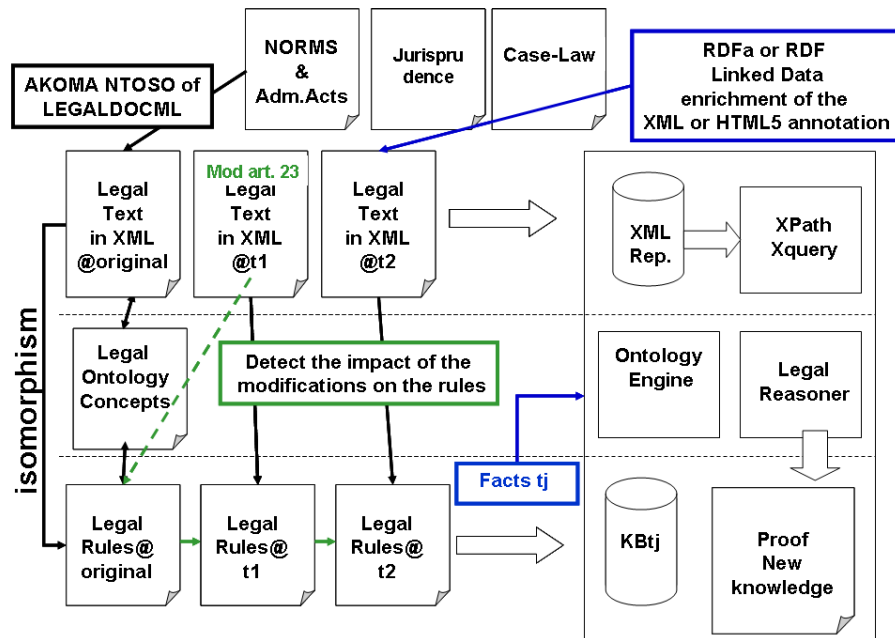 NORMS
&
Adm.Acts
Jurispru
dence
Case-Law
RDFa or RDF
Linked Data
enrichment of the
XML or HTML5 annotation
AKOMA NTOSO of
LEGALDOCML
Legal
Text
in XML
@original
Mod art. 23
Legal
Text
in XML
@t1
Legal
Text
in XML
@t2
XML
Rep.
XPath
Xquery
isomorphism
Legal
Ontology
Concepts
Detect the impact of the
modifications on the rules
Ontology
Engine
Legal
Reasoner
Facts tj
Legal
Rules@
original
Legal
Rules@
t1
Legal
Rules@
t2
KBtj
Proof
New
knowledge